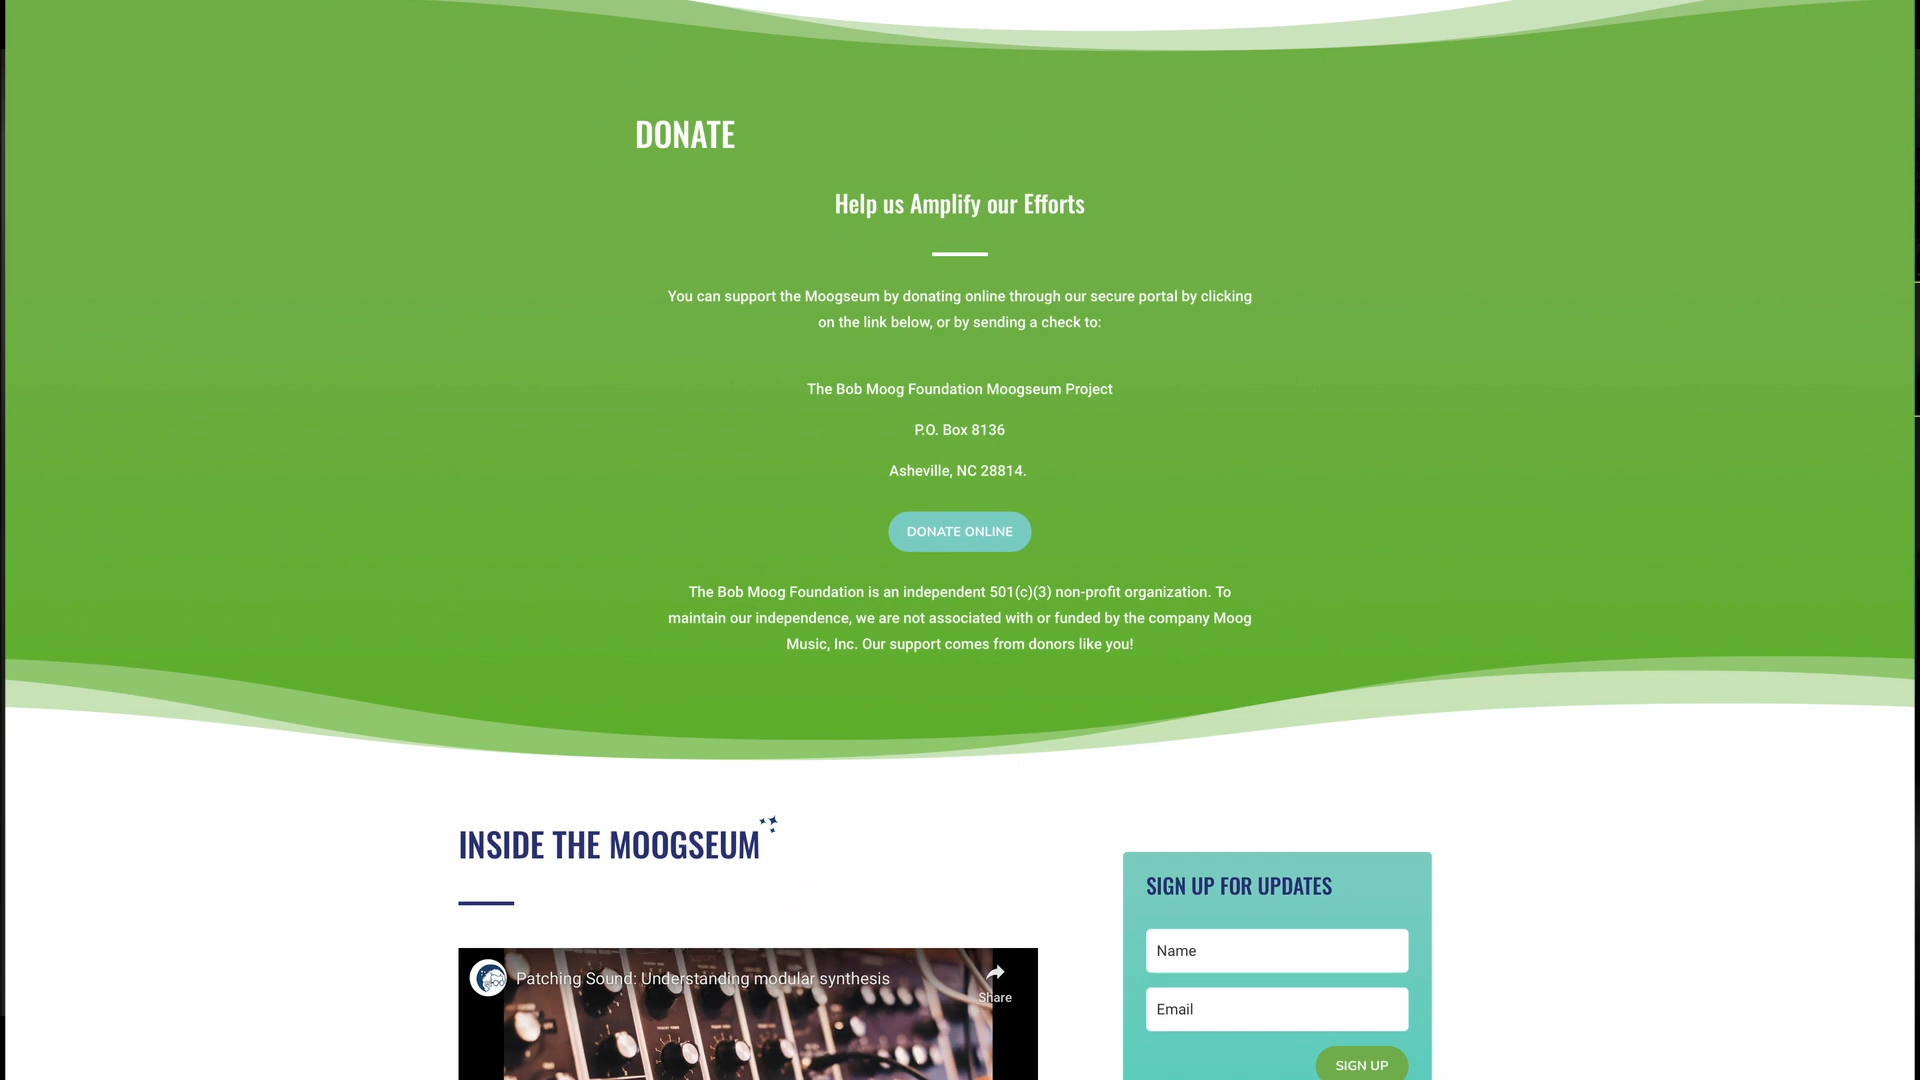 DONATE
Help us Amplify our Efforts
You can support the Moogseum by donating online through our secure portal by clicking
on the link below, or by sending a check to:
The Bob Moog Foundation Moogseum Project
P.O. Box 8136
Asheville, NC 28814.
DONATE ONLINE
The Bob Moog Foundation is an independent 501(c)(3) non-profit organization. To
maintain our independence, we are not associated with or funded by the company Moog
Music, Inc. Our support comes from donors like you!
INSIDE THE MOOGSEUM
Patching Sound: Understanding modular synthesis
Share
SIGN UP FOR UPDATES
Name
Email
SIGN UP